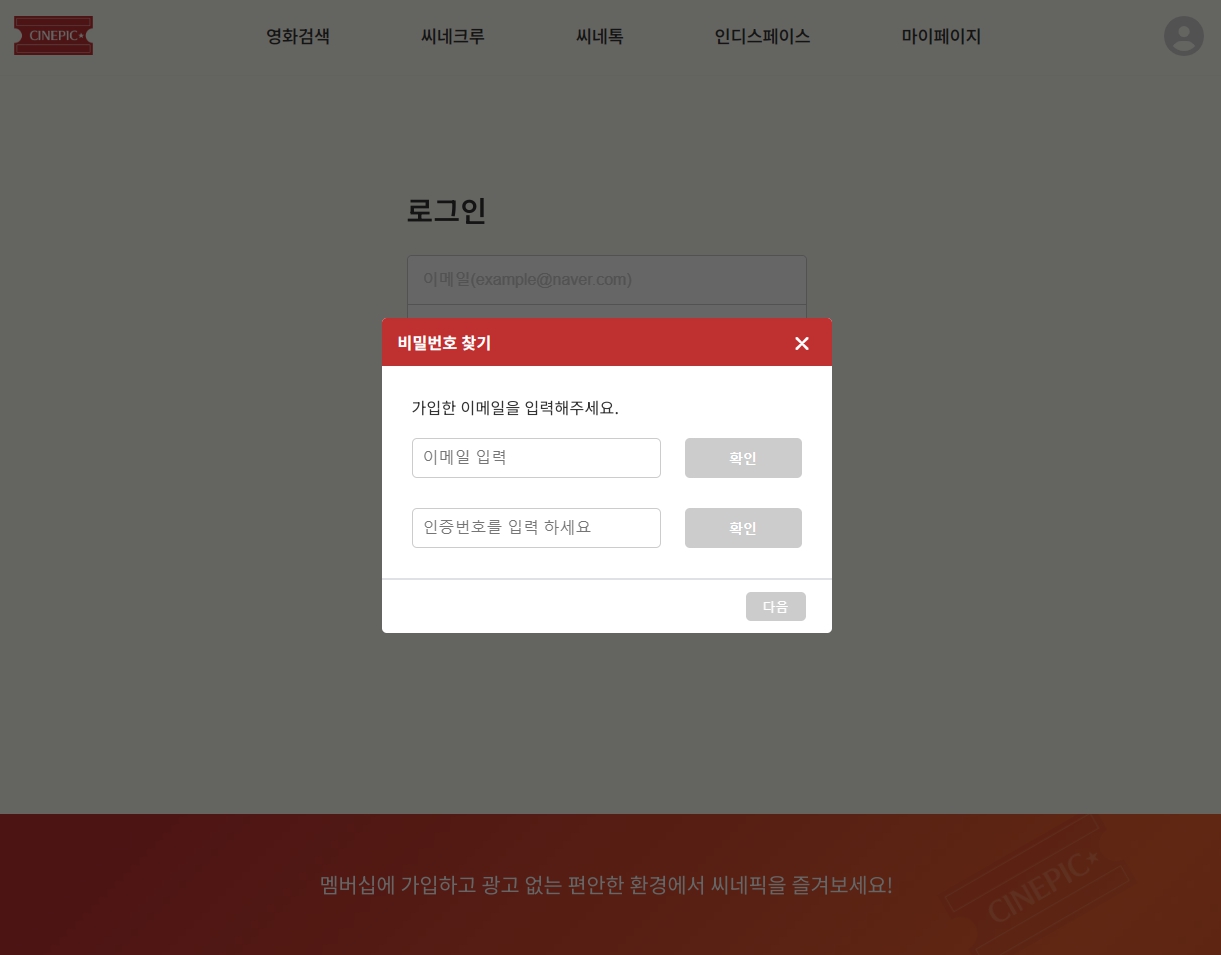 CINEPIC★ 영화검색 씨네크루 씨네톡 인디스페이스 마이페이지
로그인
이메일(example@naver.com)
비밀번호 찾기
가입한 이메일을 입력해주세요.
이메일 입력 확인
인증번호를 입력 하세요 확인
다음
멤버십에 가입하고 광고 없는 편안한 환경에서 씨네픽을 즐겨보세요!
CINEPIC★